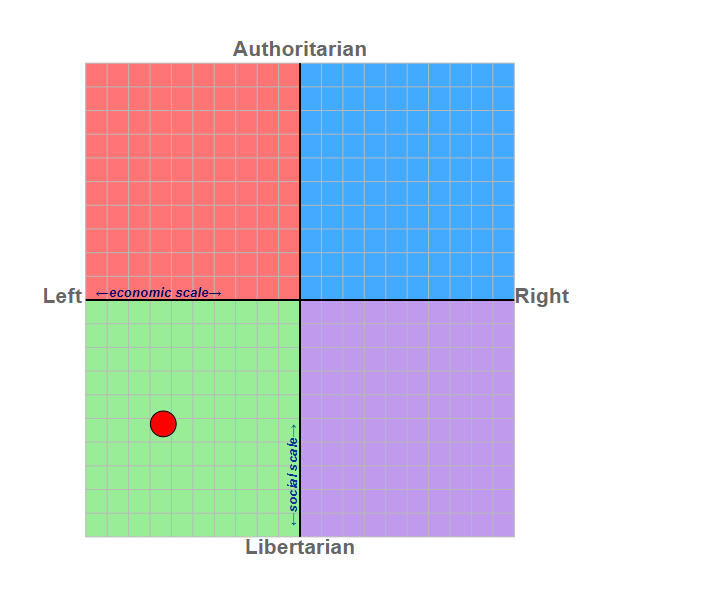 Authoritarian
←economic scale→
Left
Right
←social scale→
Libertarian